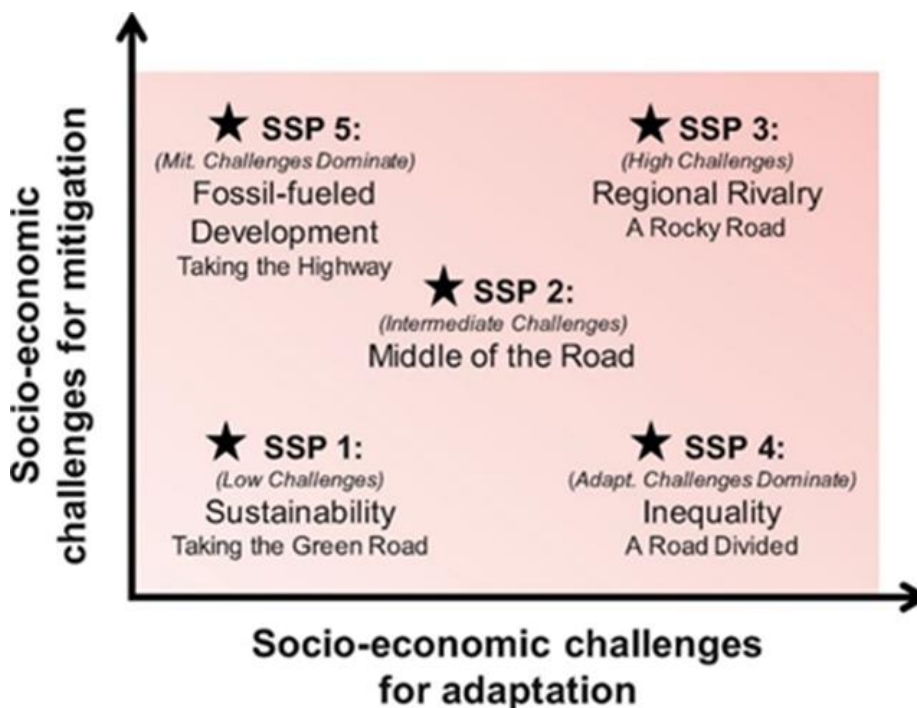 Socio-economic
challenges for mitigation
★ SSP 5:
(Mit. Challenges Dominate)
Fossil-fueled
Development
Taking the Highway
★ SSP 3:
(High Challenges)
Regional Rivalry
A Rocky Road
★ SSP 2:
(Intermediate Challenges)
Middle of the Road
★ SSP 1:
(Low Challenges)
Sustainability
Taking the Green Road
★ SSP 4:
(Adapt. Challenges Dominate)
Inequality
A Road Divided
Socio-economic challenges
for adaptation